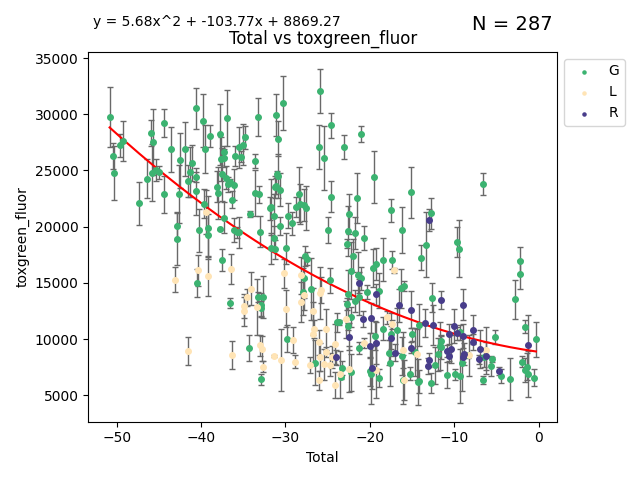 y = 5.68x^2 + -103.77x + 8869.27
N = 287
Total vs toxgreen_fluor
35000
30000
25000
20000
15000
10000
5000
toxgreen_fluor
−50
−40
−30
−20
−10
0
Total
G
L
R